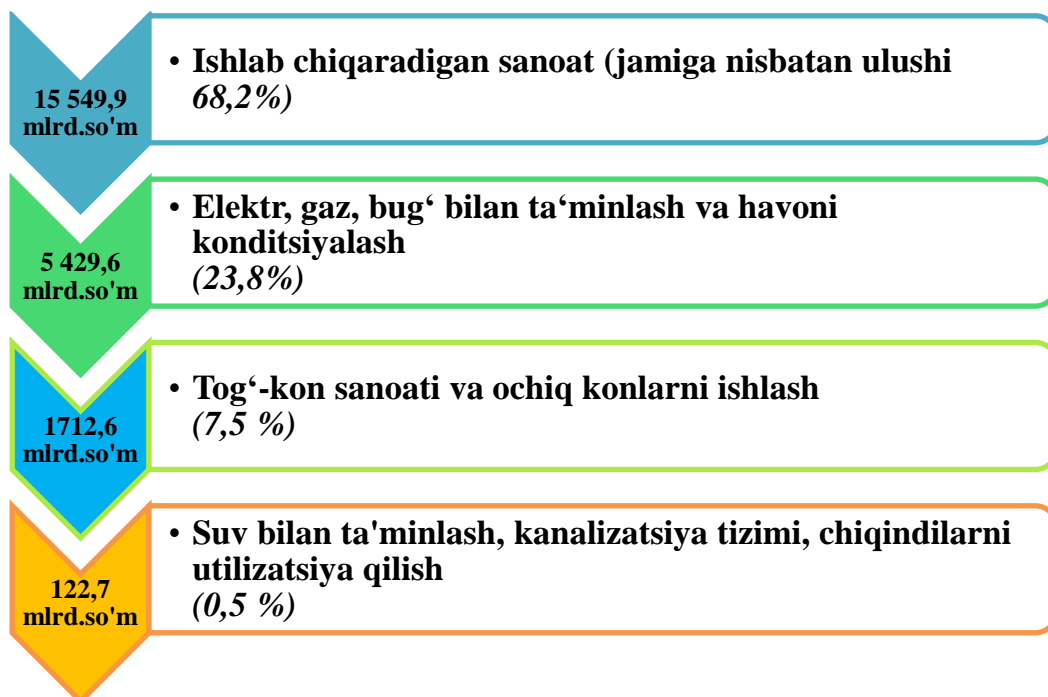 15 549,9
mlrd.so'm
• Ishlab chiqaradigan sanoat (jamiga nisbatan ulushi
68,2%)
5 429,6
mlrd.so'm
• Elektr, gaz, bug‘ bilan ta‘minlash va havoni
konditsiyalash
(23,8%)
1712,6
mlrd.so'm
• Tog‘-kon sanoati va ochiq konlarni ishlash
(7,5 %)
122,7
mlrd.so'm
• Suv bilan ta'minlash, kanalizatsiya tizimi, chiqindilarni
utilizatsiya qilish
(0,5 %)